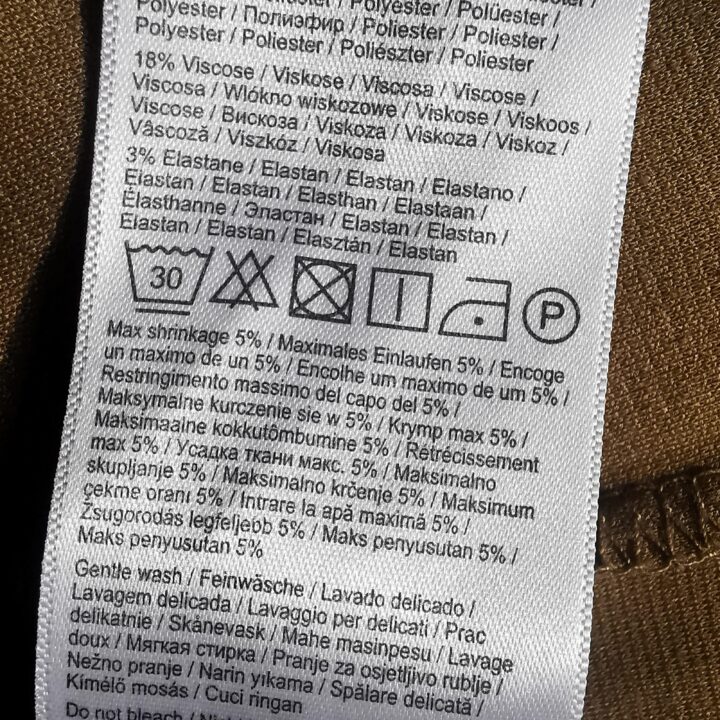 Polyester / Polüester /
Polyester / Полиэфир / Poliester / Poliester /
Polyester / Poliester / Poliészter / Poliester
18% Viscose / Viskose / Viscosa / Viscose /
Viscosa / Wlókno wiskozowe / Viskose / Viskoos /
Viscose / Вискоза / Viskoza / Viskoza / Viskoz /
Vâscoză / Viszkóz / Viskosa
3% Elastane / Elastan / Elastan / Elastano /
Elastan / Elastan / Elasthan / Elastaan /
Élasthanne / Эластан / Elastan / Elastan /
Elastan / Elastan / Elasztán / Elastan
30 P
Max shrinkage 5% / Maximales Einlaufen 5% / Encoge
un maximo de un 5% / Encolhe um maximo de um 5% /
Restringimento massimo del capo del 5% /
Maksymalne kurczenie sie w 5% / Krymp max 5% /
Maksimaalne kokkutômbumine 5% / Rétrécissement
max 5% / Усадка ткани макс. 5% / Maksimalno
skupljanje 5% / Maksimalno krčenje 5% / Maksimum
çekme oranı 5% / Intrare la apă maximă 5% /
Zsugorodás legfeljebb 5% / Maks penyusutan 5% /
Maks penyusutan 5%
Gentle wash / Feinwäsche / Lavado delicado /
Lavagem delicada / Lavaggio per delicati / Prac
delikatnie / Skånevask / Mahe masinpesu / Lavage
doux / Мягкая стирка / Pranje za osjetljivo rublje /
Nežno pranje / Narin yıkama / Spălare delicată /
Kímélő mosás / Cuci ringan
Do not bleach /